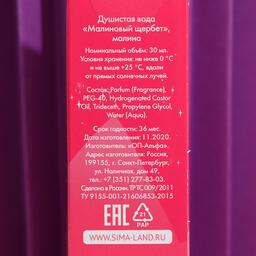 Душистая вода
«Малиновый щербет»,
малина
Номинальный объём: 30 мл.
Условия хранения: не ниже 0 °С
и не выше +25 °С, вдали
от прямых солнечных лучей.
Состав: Parfum (Fragrance),
PEG-40, Hydrogenated Castor
Oil, Trideceth, Propylene Glycol,
Water (Aqua).
Срок годности: 36 мес.
Дата изготовления: 11.2020.
Изготовитель: «ОП-Альфа».
Адрес изготовителя: Россия,
199155, г. Санкт-Петербург,
ул. Наличная, дом 49,
тел. +7 (351) 277-83-03.
Сделано в России. ТР ТС 009/2011
ТУ 9155-001-21606853-2015
EAC
21
PAP
WWW.SIMA-LAND.RU